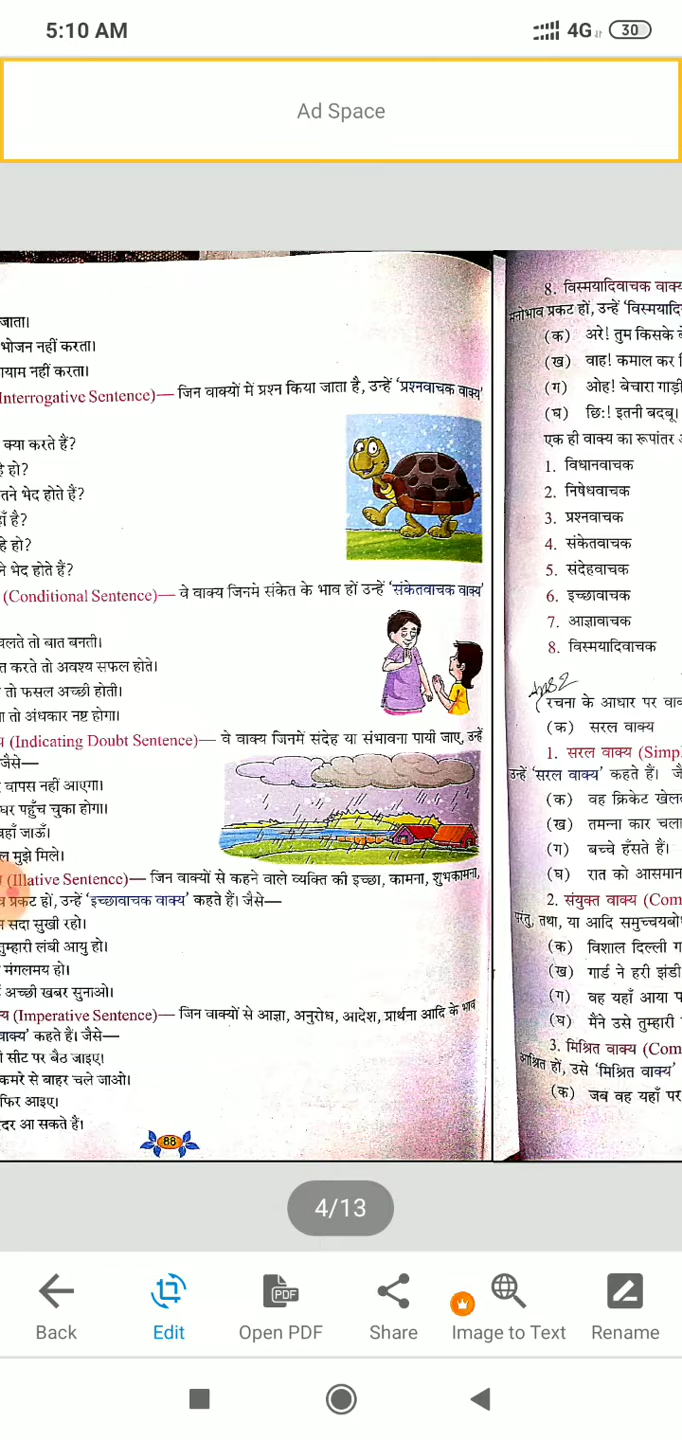 5:10 AM
4G 30
Ad Space
जाता।
भोजन नहीं करता।
यायाम नहीं करता।
Interrogative Sentence)— जिन वाक्यों में प्रश्न किया जाता है, उन्हें ‘प्रश्नवाचक वाक्य’
क्या करते हैं?
हे हो?
तने भेद होते हैं?
हाँ है?
हे हो?
ने भेद होते हैं?
(Conditional Sentence)— वे वाक्य जिनमे संकेत के भाव हों उन्हें ‘संकेतवाचक वाक्य’
चलते तो बात बनती।
त करते तो अवश्य सफल होते।
तो फसल अच्छी होती।
ा तो अंधकार नष्ट होगा।
य (Indicating Doubt Sentence)— वे वाक्य जिनमें संदेह या संभावना पायी जाए, उन्हें
जैसे—
वापस नहीं आएगा।
घर पहुँच चुका होगा।
जाऊँ।
ल मुझे मिले।
(Illative Sentence)— जिन वाक्यों से कहने वाले व्यक्ति की इच्छा, कामना, शुभकामना,
व प्रकट हों, उन्हें ‘इच्छावाचक वाक्य’ कहते हैं। जैसे—
सदा सुखी रहो।
तुम्हारी लंबी आयु हो।
मंगलमय हो।
अच्छी खबर सुनाओ।
य (Imperative Sentence)— जिन वाक्यों से आज्ञा, अनुरोध, आदेश, प्रार्थना आदि के भाव
वाक्य’ कहते हैं। जैसे—
सीट पर बैठ जाइए!
कमरे से बाहर चले जाओ।
फिर आइए।
दर आ सकते हैं।
88
8. विस्मयादिवाचक वाक्य
मनोभाव प्रकट हों, उन्हें ‘विस्मयादि
(क) अरे! तुम किसके
(ख) वाह! कमाल कर
(ग) ओह! बेचारा गाड़ी
(घ) छि:! इतनी बदबू।
एक ही वाक्य का रूपांतर
1. विधानवाचक
2. निषेधवाचक
3. प्रश्नवाचक
4. संकेतवाचक
5. संदेहवाचक
6. इच्छावाचक
7. आज्ञावाचक
8. विस्मयादिवाचक
रचना के आधार पर वाक
(क) सरल वाक्य
1. सरल वाक्य (Simpl
उन्हें ‘सरल वाक्य’ कहते हैं। जै
(क) वह क्रिकेट खेल
(ख) तमन्ना कार चला
(ग) बच्चे हँसते हैं।
(घ) रात को आसमान
2. संयुक्त वाक्य (Com
परंतु, तथा, या आदि समुच्चयबो
(क) विशाल दिल्ली ग
(ख) गार्ड ने हरी झंडी
(ग) वह यहाँ आया प
(घ) मैंने उसे तुम्हारी
3. मिश्रित वाक्य (Com
आश्रित हों, उसे ‘मिश्रित वाक्य’
(क) जब वह यहाँ पर
4/13
PDF
Back
Edit
Open PDF
Share
Image to Text
Rename